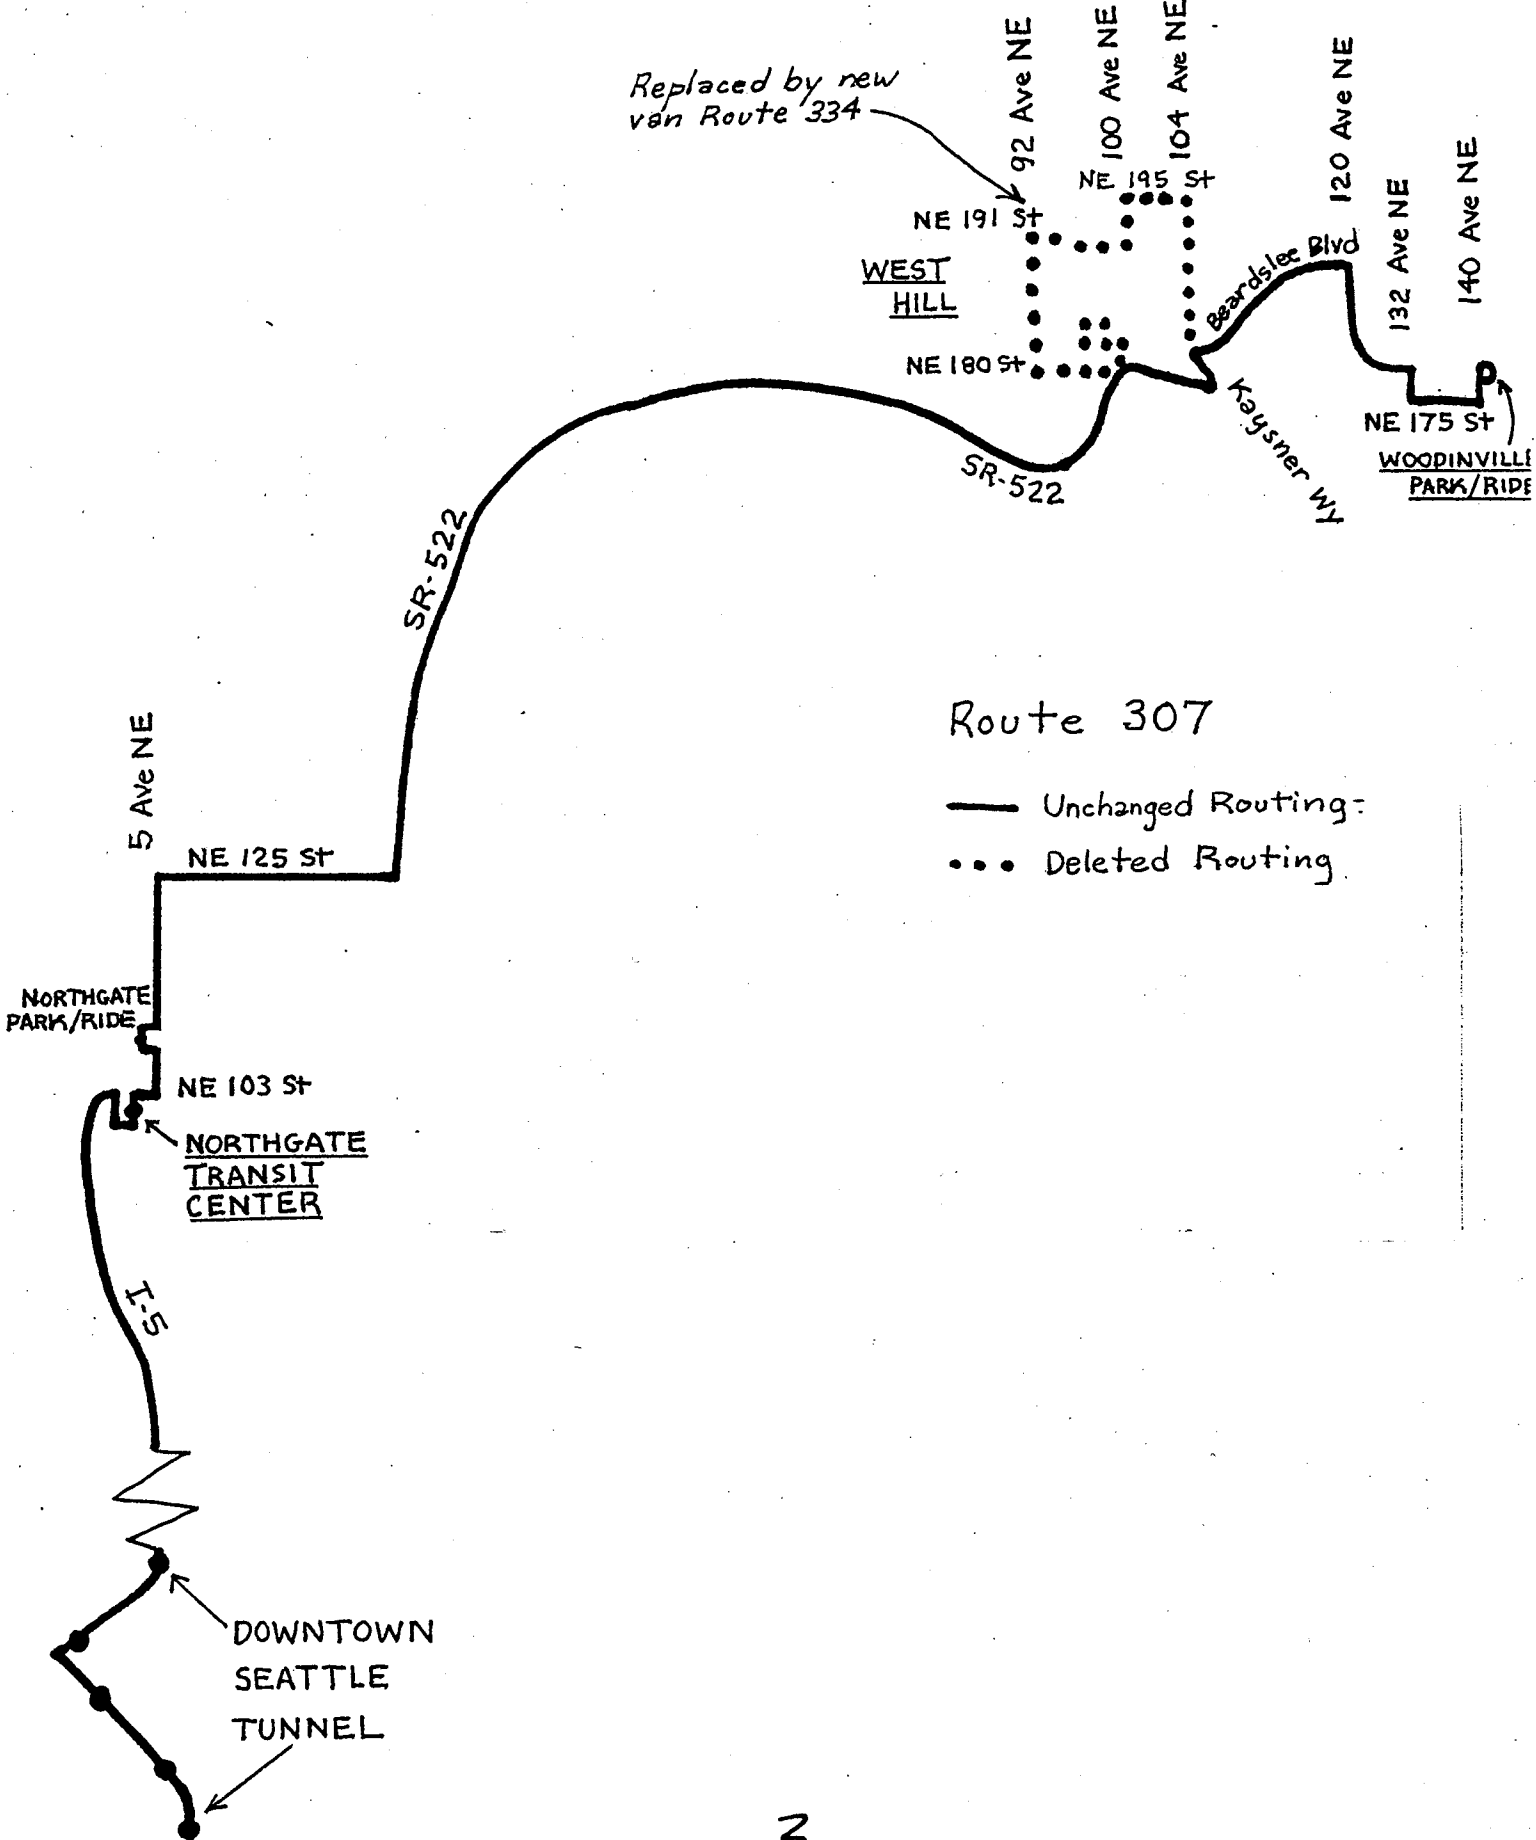 92 Ave NE
100 Ave NE
104 Ave NE
120 Ave NE
132 Ave NE
140 Ave NE
Replaced by new
van Route 334
NE 195 St
NE 191 St
WEST
HILL
Beardslee Blvd
NE 180 St
Kaysner Wy
NE 175 St
WOODINVILLE
PARK/RIDE
SR-522
SR-522
Route 307
Unchanged Routing
Deleted Routing
5 Ave NE
NE 125 St
NORTHGATE
PARK/RIDE
NE 103 St
NORTHGATE
TRANSIT
CENTER
I-5
DOWNTOWN
SEATTLE
TUNNEL
2